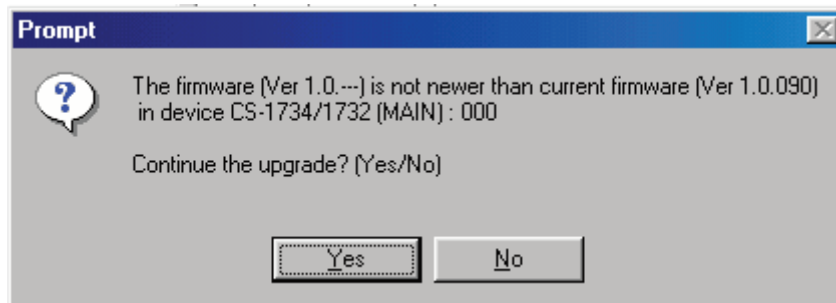 Prompt
The firmware (Ver 1.0.---) is not newer than current firmware (Ver 1.0.090)
in device CS-1734/1732 (MAIN) : 000
Continue the upgrade? (Yes/No)
Yes
No